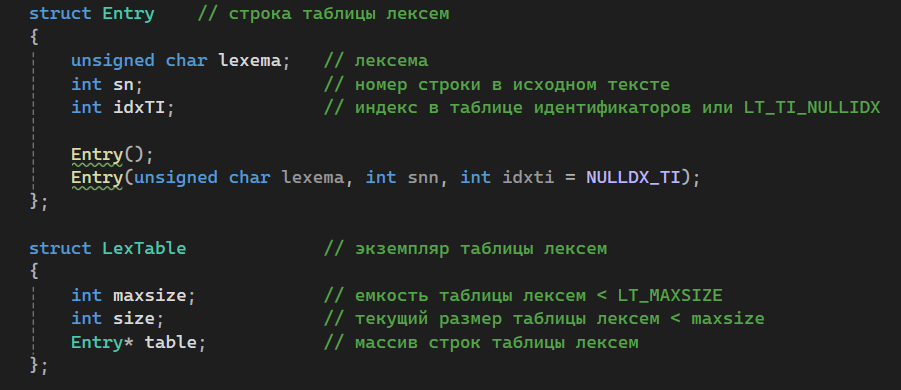 struct Entry    // строка таблицы лексем
{
    unsigned char lexema;   // лексема
    int sn;                 // номер строки в исходном тексте
    int idxTI;              // индекс в таблице идентификаторов или LT_TI_NULLIDX
    Entry();
    Entry(unsigned char lexema, int snn, int idxti = NULLDX_TI);
};
struct LexTable             // экземпляр таблицы лексем
{
    int maxsize;            // емкость таблицы лексем < LT_MAXSIZE
    int size;               // текущий размер таблицы лексем < maxsize
    Entry* table;           // массив строк таблицы лексем
};